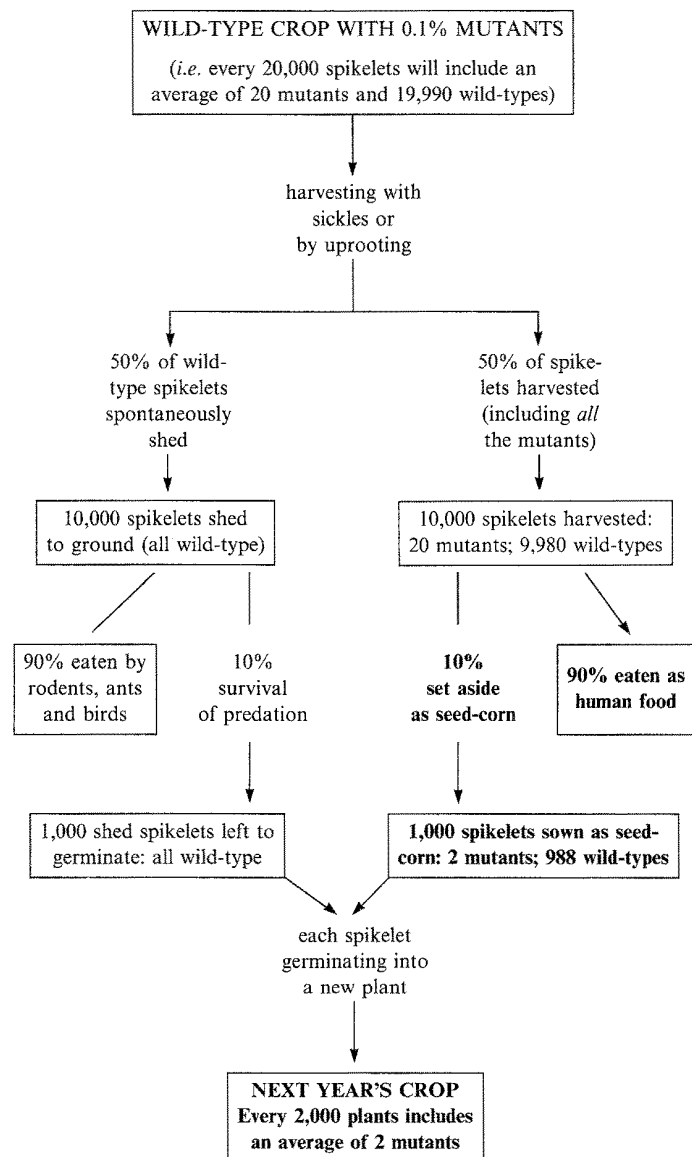 WILD-TYPE CROP WITH 0.1% MUTANTS
(i.e. every 20,000 spikelets will include an
average of 20 mutants and 19,990 wild-types)
harvesting with
sickles or
by uprooting
50% of wild-
type spikelets
spontaneously
shed
50% of spike-
lets harvested
(including all
the mutants)
10,000 spikelets shed
to ground (all wild-type)
10,000 spikelets harvested:
20 mutants; 9,980 wild-types
90% eaten by
rodents, ants
and birds
10%
survival
of predation
10%
set aside
as seed-corn
90% eaten as
human food
1,000 shed spikelets left to
germinate: all wild-type
1,000 spikelets sown as seed-
corn: 2 mutants; 988 wild-types
each spikelet
germinating into
a new plant
NEXT YEAR'S CROP
Every 2,000 plants includes
an average of 2 mutants